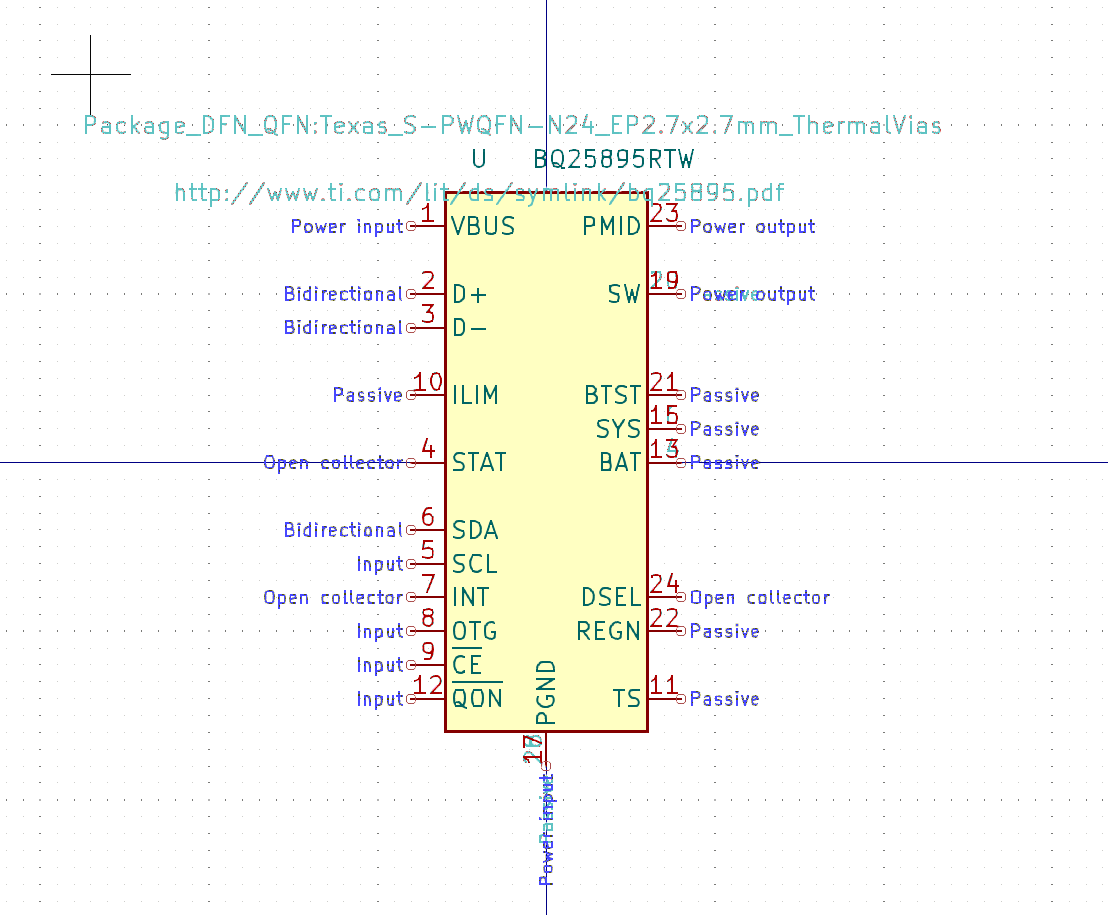 Package_DFN_QFN:Texas_S-PWQFN-N24_EP2.7x2.7mm_ThermalVias
U BQ25895RTW
http://www.ti.com/lit/ds/symlink/bq25895.pdf
Power input 1 VBUS PMID 23 Power output
Bidirectional 2 D+ SW 19 Power output
Bidirectional 3 D-
Passive 10 ILIM BTST 21 Passive
SYS 15 Passive
Open collector 4 STAT BAT 13 Passive
Bidirectional 6 SDA
Input 5 SCL
Open collector 7 INT DSEL 24 Open collector
Input 8 OTG REGN 22 Passive
Input 9 CE
Input 12 QON TS 11 Passive
PGND
17
Power input